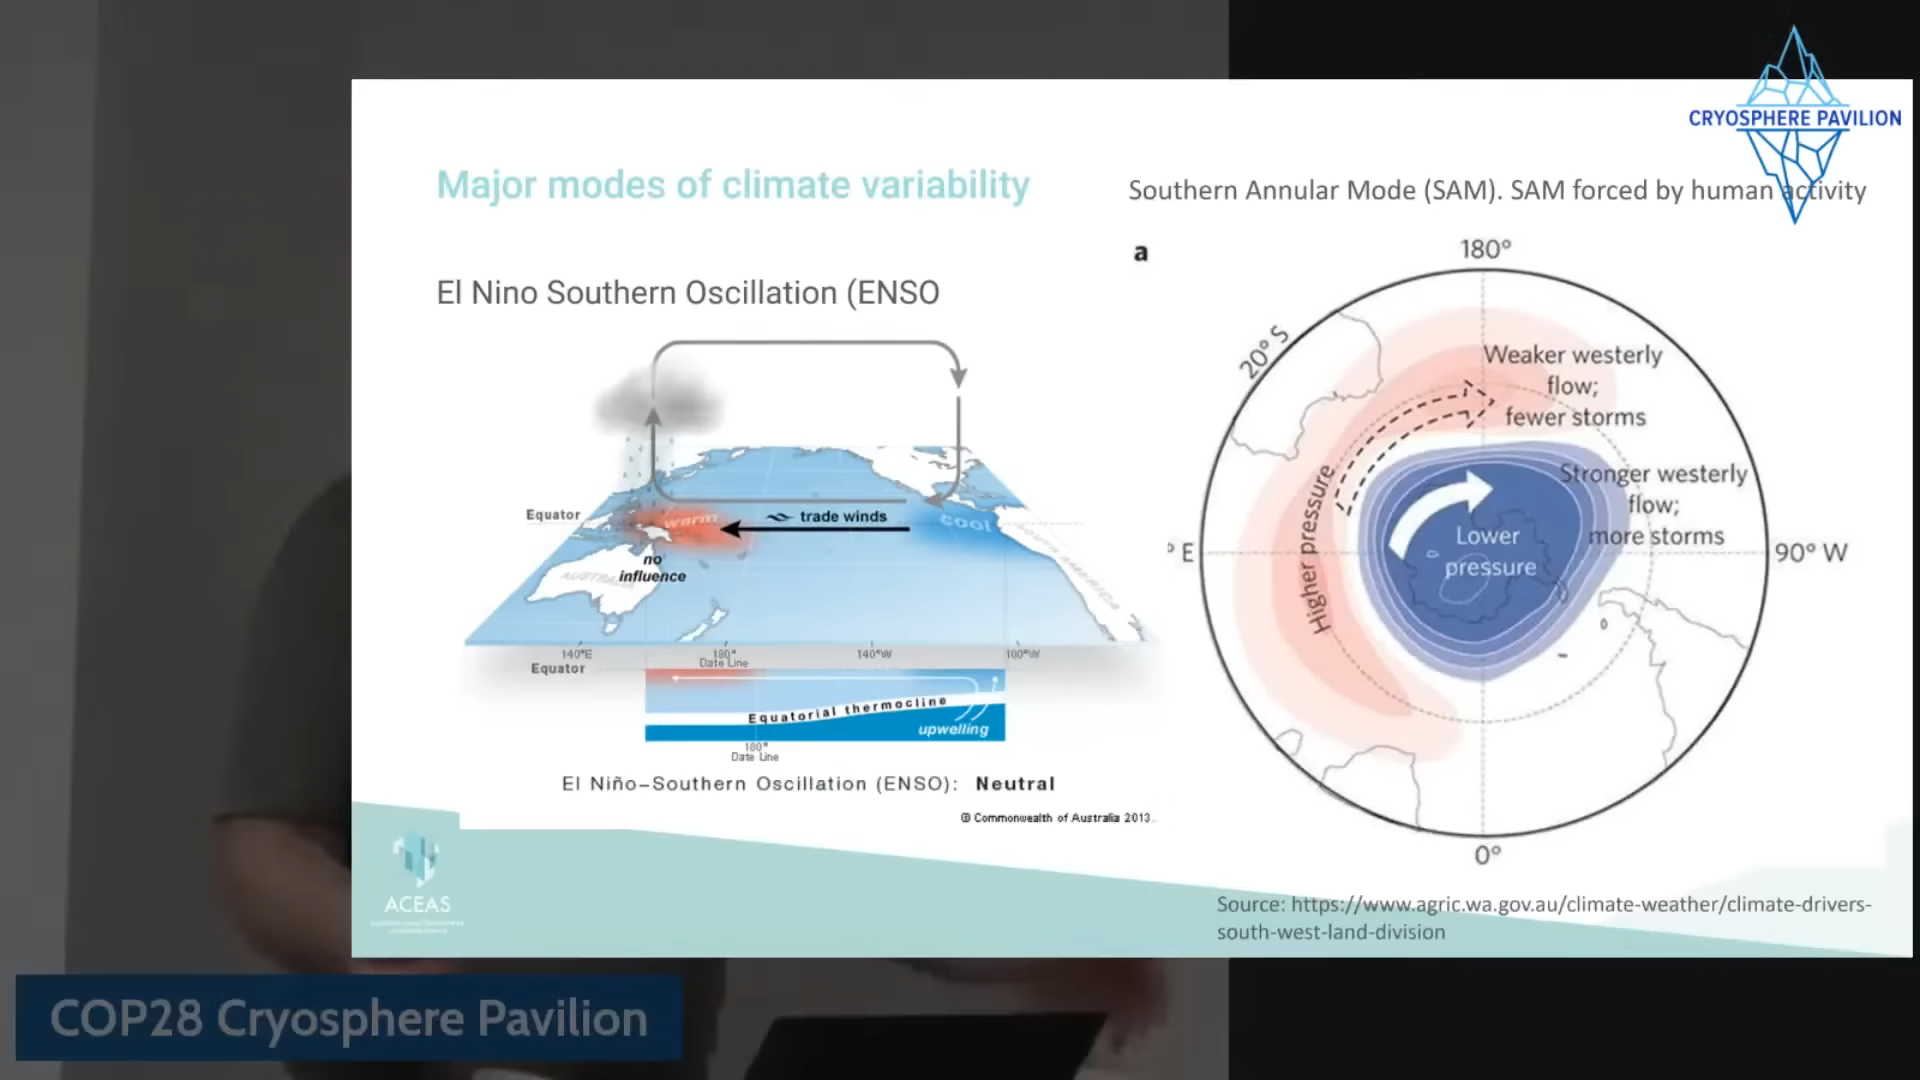 CRYOSPHERE PAVILION
Major modes of climate variability
Southern Annular Mode (SAM). SAM forced by human activity
El Nino Southern Oscillation (ENSO
Equator
warm
trade winds
cool
no
influence
AUSTRALIA
SOUTH AMERICA
140°E
180°
Date Line
140°W
100°W
Equator
Equatorial thermocline
upwelling
180°
Date Line
El Niño–Southern Oscillation (ENSO): Neutral
© Commonwealth of Australia 2013.
a
180°
20° S
Weaker westerly
flow;
fewer storms
Higher pressure
Stronger westerly
flow;
more storms
Lower
pressure
° E
90° W
0°
Source: https://www.agric.wa.gov.au/climate-weather/climate-drivers-
south-west-land-division
ACEAS
COP28 Cryosphere Pavilion